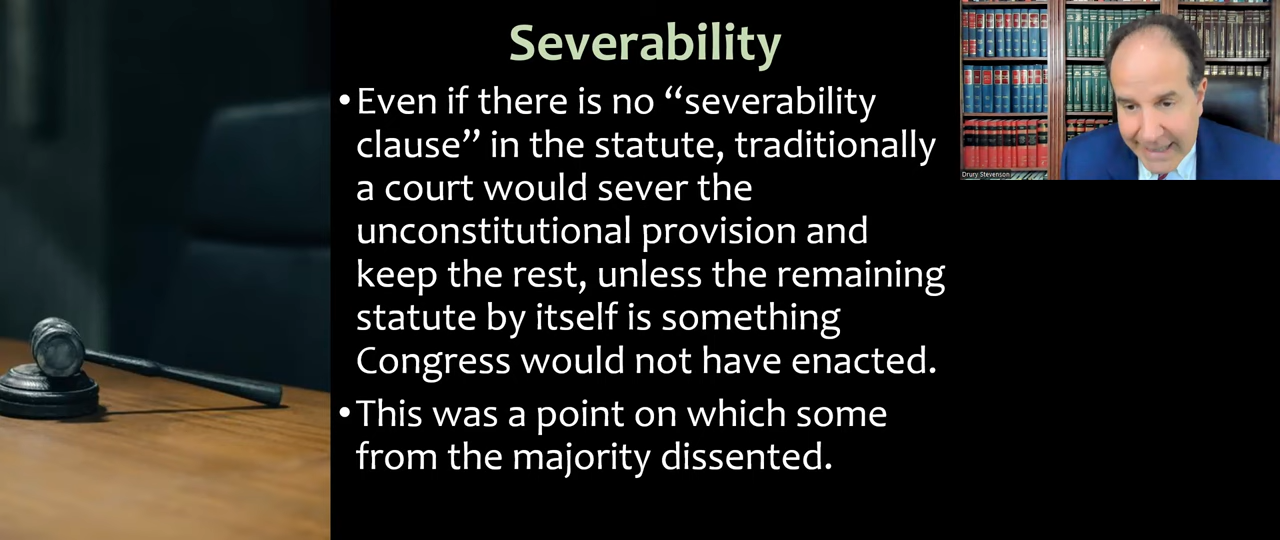 Severability
•Even if there is no “severability
clause” in the statute, traditionally
a court would sever the
unconstitutional provision and
keep the rest, unless the remaining
statute by itself is something
Congress would not have enacted.
•This was a point on which some
from the majority dissented.
Drury Stevenson